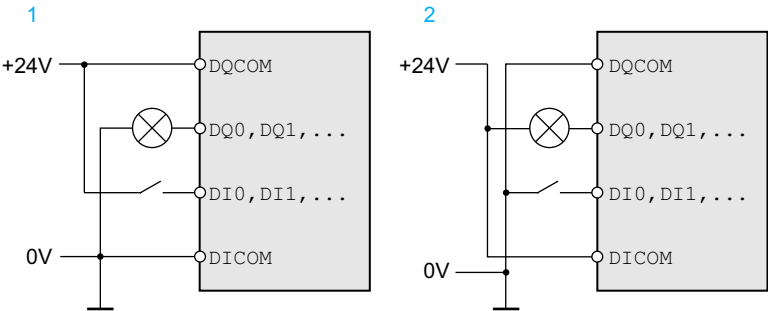 1
+24V
DQCOM
DQ0,DQ1,...
DI0,DI1,...
0V
DICOM
2
+24V
DQCOM
DQ0,DQ1,...
DI0,DI1,...
DICOM
0V